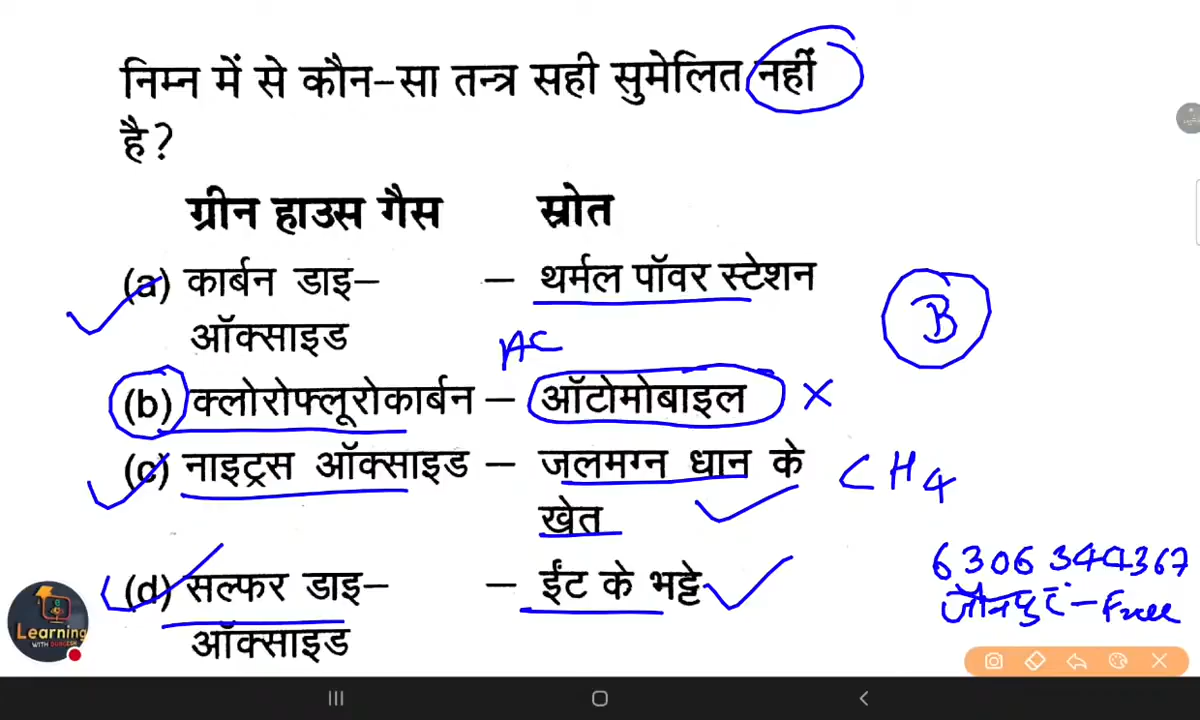 निम्न में से कौन-सा तन्त्र सही सुमेलित नहीं
है?
ग्रीन हाउस गैस स्रोत
(a) कार्बन डाइ- – थर्मल पॉवर स्टेशन
ऑक्साइड
B
AC
(b) क्लोरोफ्लूरोकार्बन – ऑटोमोबाइल ×
(c) नाइट्रस ऑक्साइड – जलमग्न धान के
खेत
CH4
(d) सल्फर डाइ- – ईंट के भट्टे
ऑक्साइड
6306344367
जौनपुर – Free
Learning
WITH